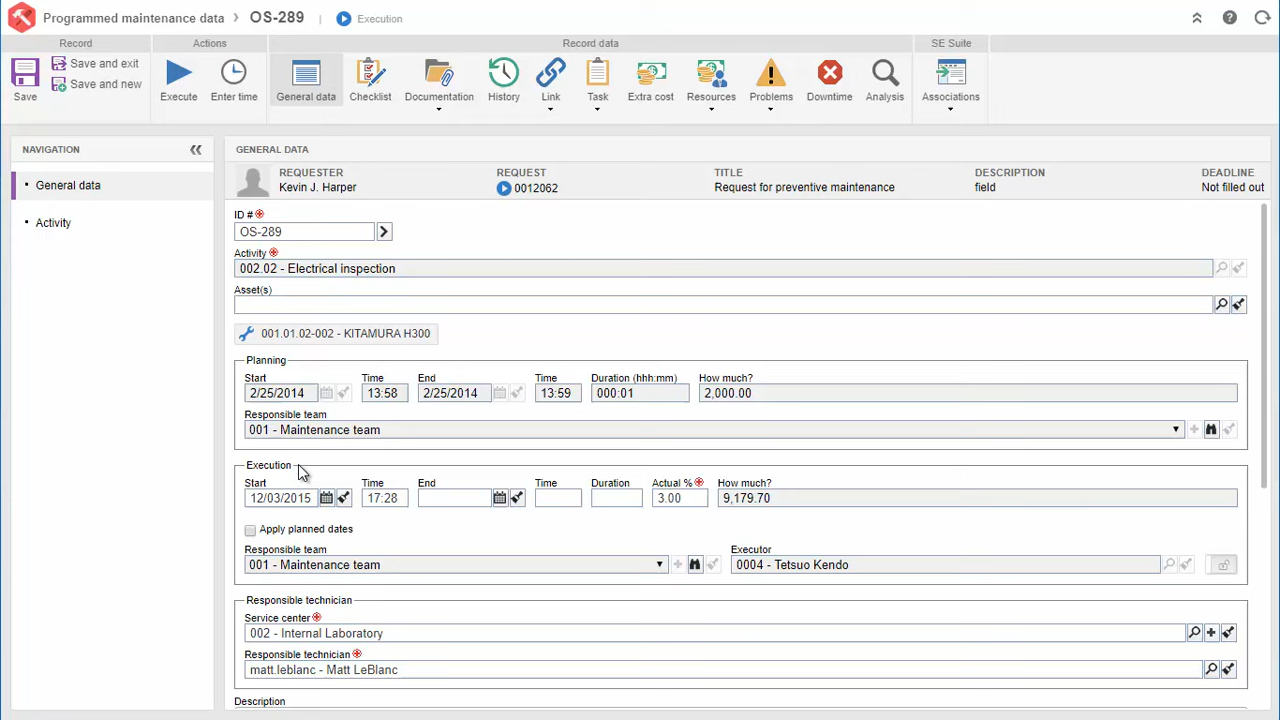 Programmed maintenance data › OS-289 | Execution
Record Actions Record data SE Suite
Save Save and exit Save and new Execute Enter time General data Checklist Documentation History Link Task Extra cost Resources Problems Downtime Analysis Associations
NAVIGATION
General data
Activity
GENERAL DATA
REQUESTER REQUEST TITLE DESCRIPTION DEADLINE
Kevin J. Harper 0012062 Request for preventive maintenance field Not filled out
ID #
OS-289
Activity
002.02 - Electrical inspection
Asset(s)
001.01.02-002 - KITAMURA H300
Planning
Start Time End Time Duration (hhh:mm) How much?
2/25/2014 13:58 2/25/2014 13:59 000:01 2,000.00
Responsible team
001 - Maintenance team
Execution
Start Time End Time Duration Actual % How much?
12/03/2015 17:28 3.00 9,179.70
Apply planned dates
Responsible team Executor
001 - Maintenance team 0004 - Tetsuo Kendo
Responsible technician
Service center
002 - Internal Laboratory
Responsible technician
matt.leblanc - Matt LeBlanc
Description